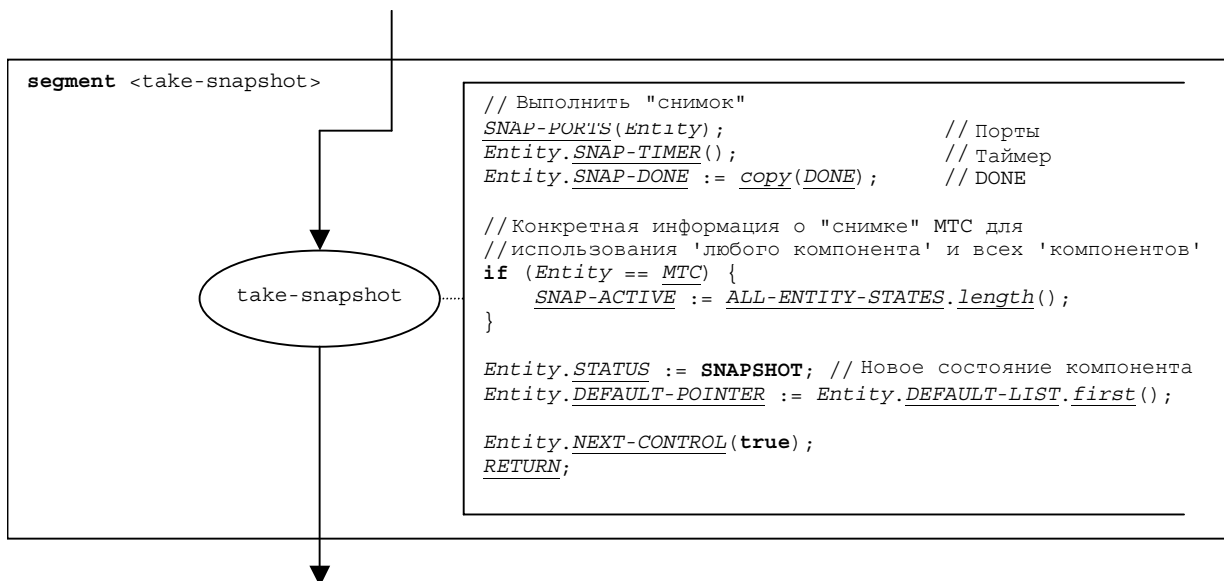 segment <take-snapshot>
// Выполнить "снимок"
SNAP-PORTS(Entity); // Порты
Entity.SNAP-TIMER(); // Таймер
Entity.SNAP-DONE := copy(DONE); // DONE
//Конкретная информация о "снимке" MTC для
//использования 'любого компонента' и всех 'компонентов'
if (Entity == MTC) {
SNAP-ACTIVE := ALL-ENTITY-STATES.length();
}
take-snapshot
Entity.STATUS := SNAPSHOT; // Новое состояние компонента
Entity.DEFAULT-POINTER := Entity.DEFAULT-LIST.first();
Entity.NEXT-CONTROL(true);
RETURN;